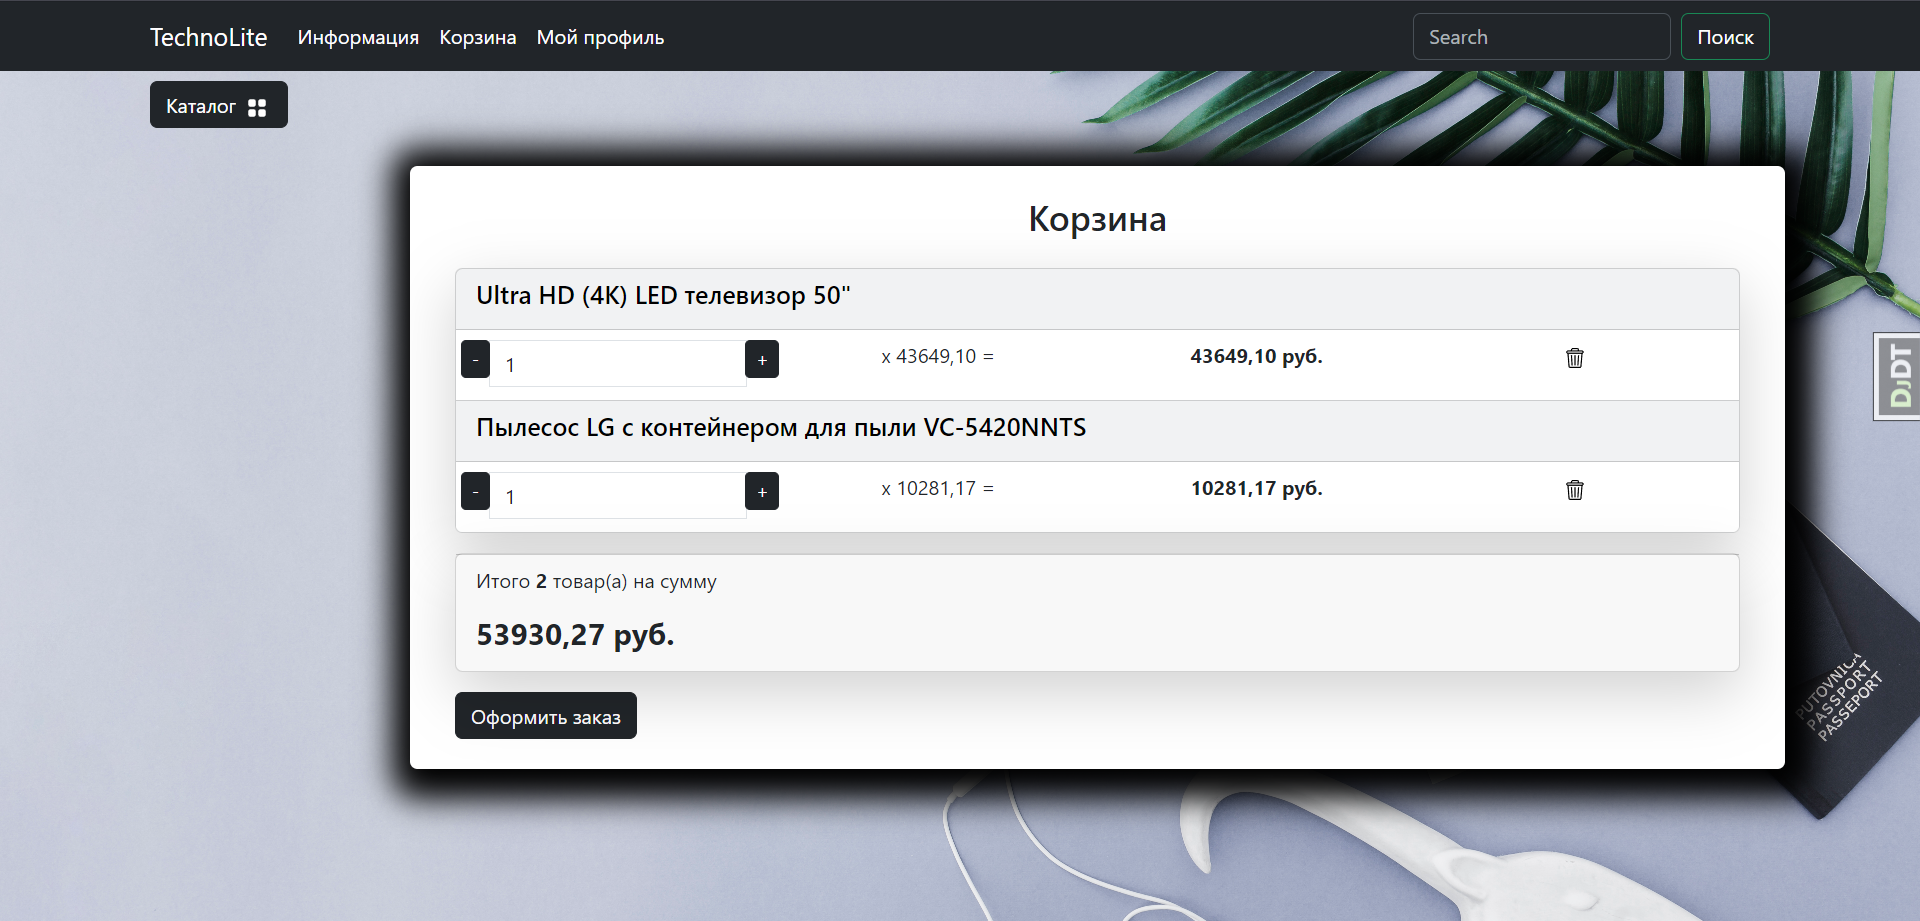 TechnoLite Информация Корзина Мой профиль Search Поиск
Каталог
Корзина
Ultra HD (4K) LED телевизор 50"
- 1 + x 43649,10 = 43649,10 руб.
Пылесос LG с контейнером для пыли VC-5420NNTS
- 1 + x 10281,17 = 10281,17 руб.
Итого 2 товар(а) на сумму
53930,27 руб.
Оформить заказ
DjDT
PUTOVNICA
PASSPORT
PASSEPORT